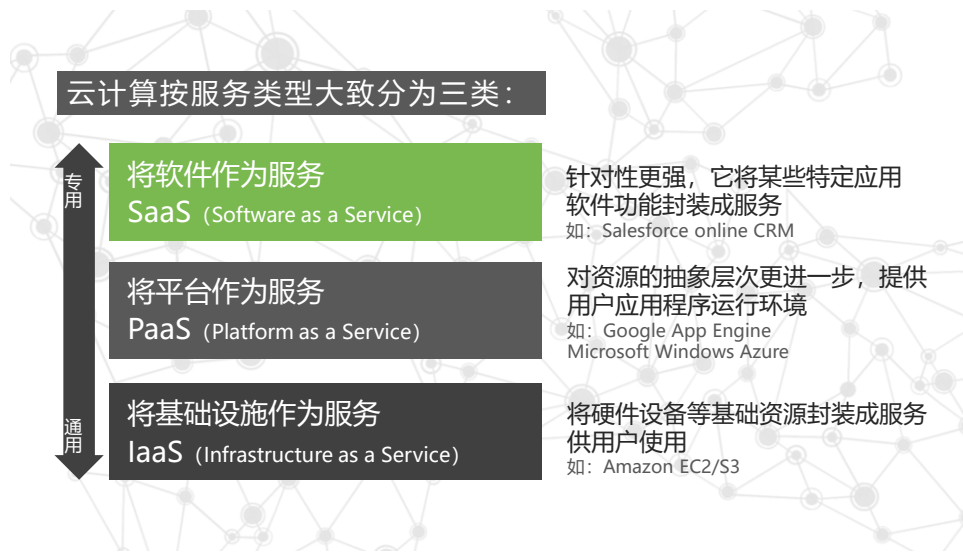 云计算按服务类型大致分为三类：
专用
将软件作为服务
SaaS（Software as a Service）
针对性更强，它将某些特定应用
软件功能封装成服务
如：Salesforce online CRM
将平台作为服务
PaaS（Platform as a Service）
对资源的抽象层次更进一步，提供
用户应用程序运行环境
如：Google App Engine
Microsoft Windows Azure
通用
将基础设施作为服务
IaaS（Infrastructure as a Service）
将硬件设备等基础资源封装成服务
供用户使用
如：Amazon EC2/S3